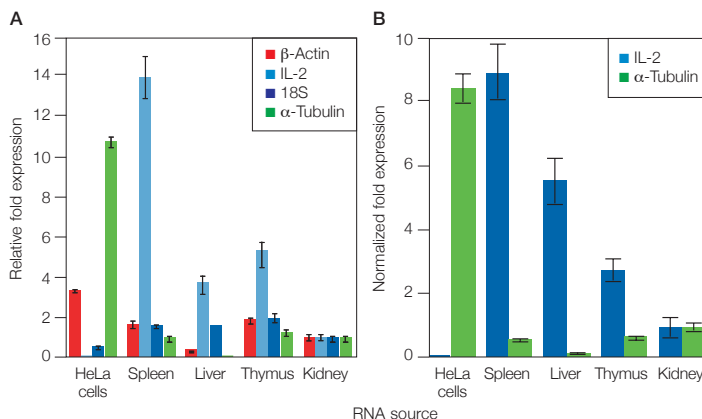 A
16
14
12
10
8
6
4
2
0
Relative fold expression
β-Actin
IL-2
18S
α-Tubulin
HeLa
cells
Spleen
Liver
Thymus
Kidney
B
10
8
6
4
2
0
Normalized fold expression
IL-2
α-Tubulin
HeLa
cells
Spleen
Liver
Thymus
Kidney
RNA source